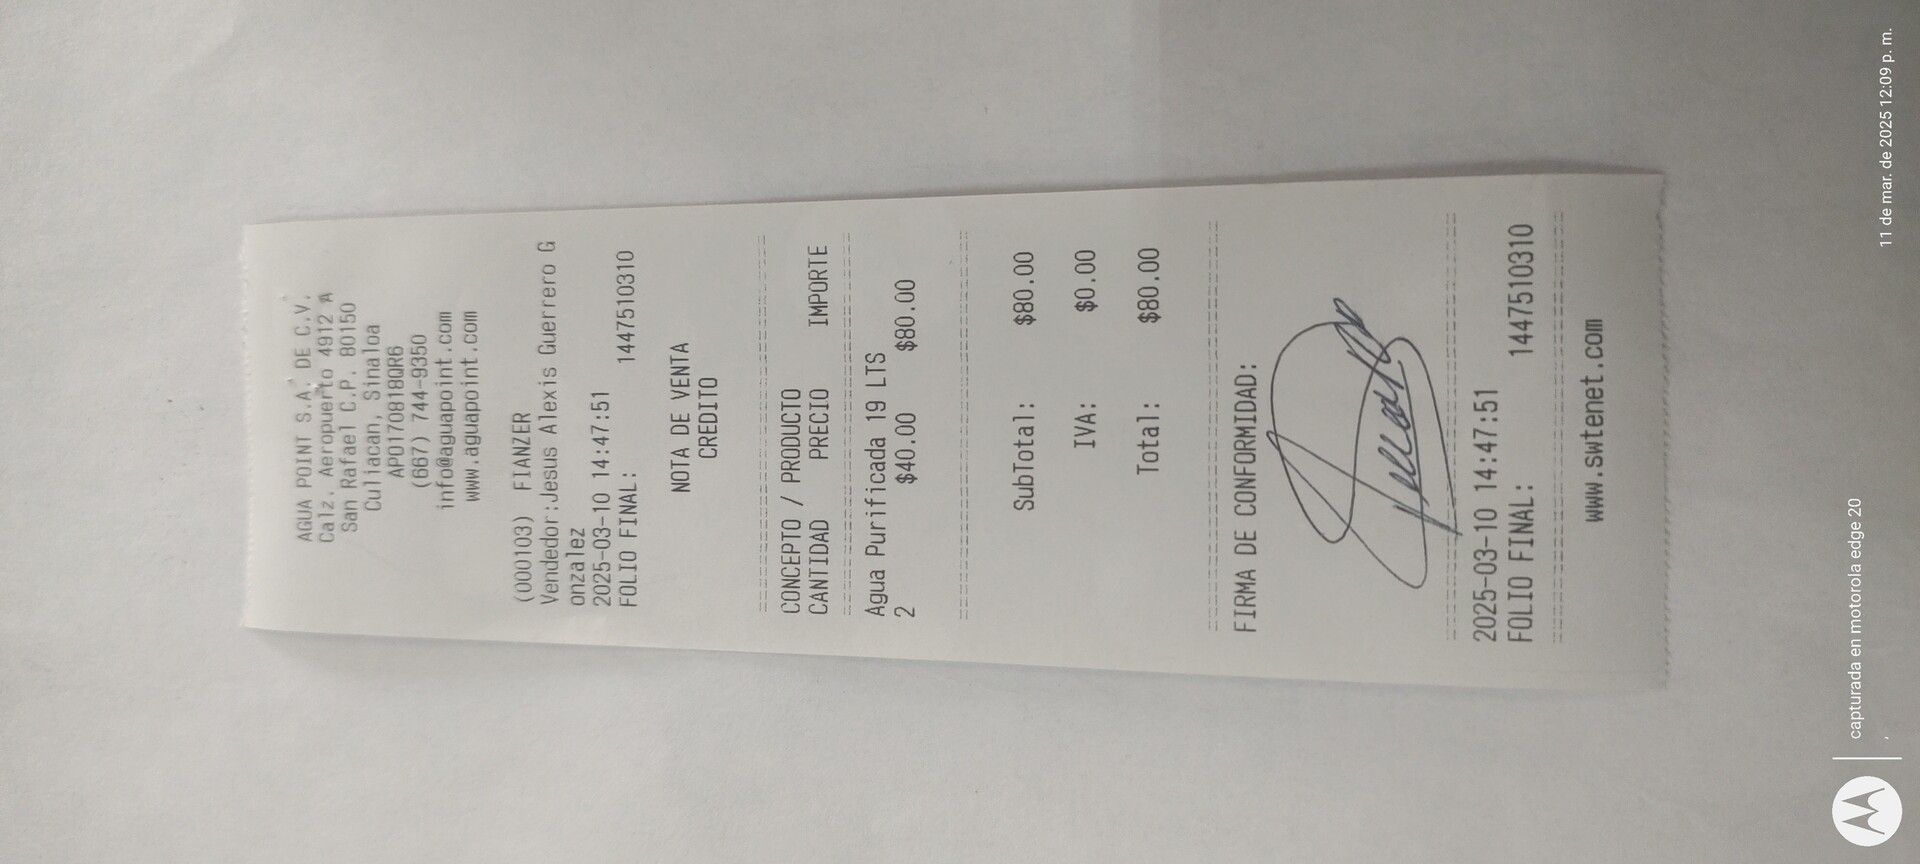 AGUA POINT S.A. DE C.V.
Calz. Aeropuerto 4912 A
San Rafael C.P. 80150
Culiacan, Sinaloa
APO170818QR6
(667) 744-9350
info@aguapoint.com
www.aguapoint.com
(000103) FIANZER
Vendedor:Jesus Alexis Guerrero G
onzalez
2025-03-10 14:47:51
FOLIO FINAL: 1447510310
NOTA DE VENTA
CREDITO
CONCEPTO / PRODUCTO
CANTIDAD PRECIO IMPORTE
Agua Purificada 19 LTS
2 $40.00 $80.00
SubTotal: $80.00
IVA: $0.00
Total: $80.00
FIRMA DE CONFORMIDAD:
2025-03-10 14:47:51
FOLIO FINAL: 1447510310
www.swtenet.com
capturada en motorola edge 20
11 de mar. de 2025 12:09 p. m.